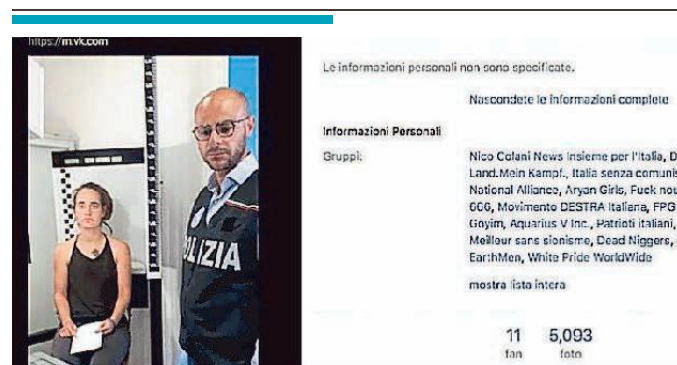 https://m.vk.com
POLIZIA
Le informazioni personali non sono specificate.
Nascondete le informazioni complete
Informazioni Personali
Gruppi:
Nico Colani News Insieme per l'Italia, D
Land.Mein Kampf., Italia senza comunis
National Alliance, Aryan Girls, Fuck nou
666, Movimento DESTRA Italiana, FPG
Goyim, Aquarius V Inc., Patrioti italiani,
Meilleur sans sionisme, Dead Niggers,
EarthMen, White Pride WorldWide
mostra lista intera
11 5,093
fan foto